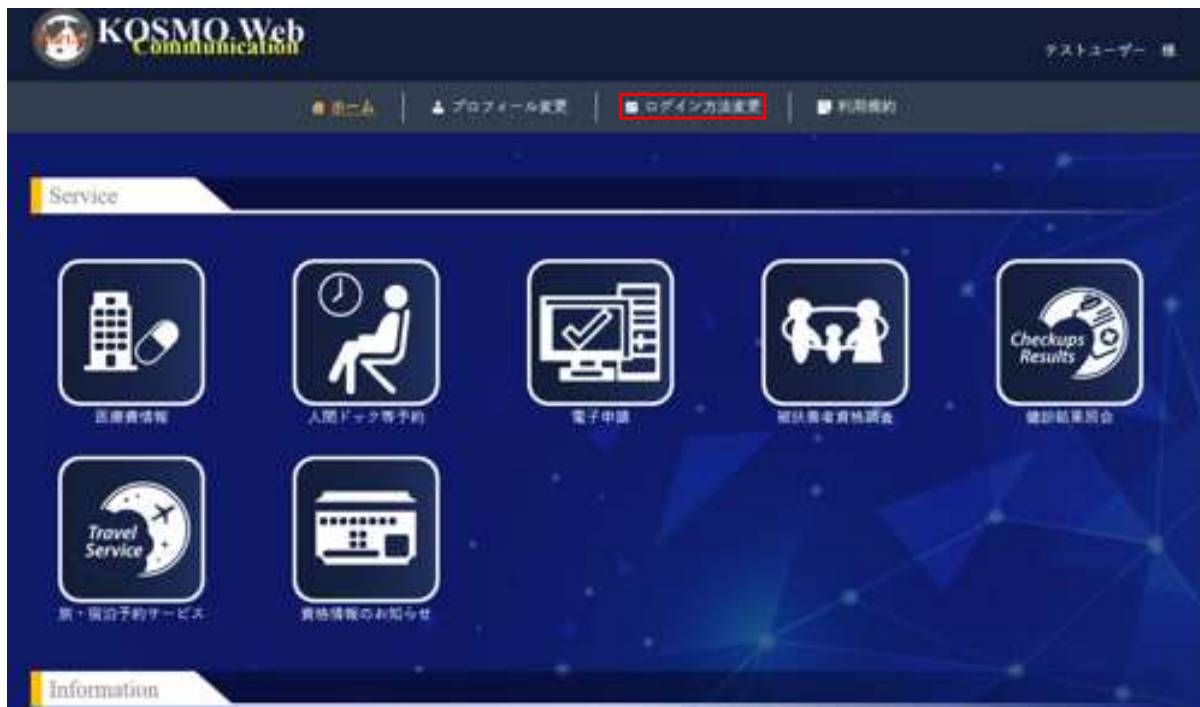 KOSMO Web
Communication
テストユーザー 様
ホーム
プロフィール変更
ログイン方法変更
利用規約
Service
Checkups
Results
医療費情報
人間ドック等予約
電子申請
被扶養者資格調査
健診結果照会
Travel
Service
旅・宿泊予約サービス
資格情報のお知らせ
Information